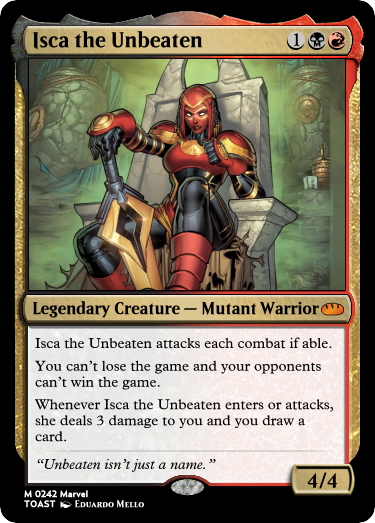 Isca the Unbeaten 1
Legendary Creature — Mutant Warrior
Isca the Unbeaten attacks each combat if able.
You can't lose the game and your opponents
can't win the game.
Whenever Isca the Unbeaten enters or attacks,
she deals 3 damage to you and you draw a
card.
“Unbeaten isn't just a name.”
4/4
M 0242 Marvel
TOAST Eduardo Mello